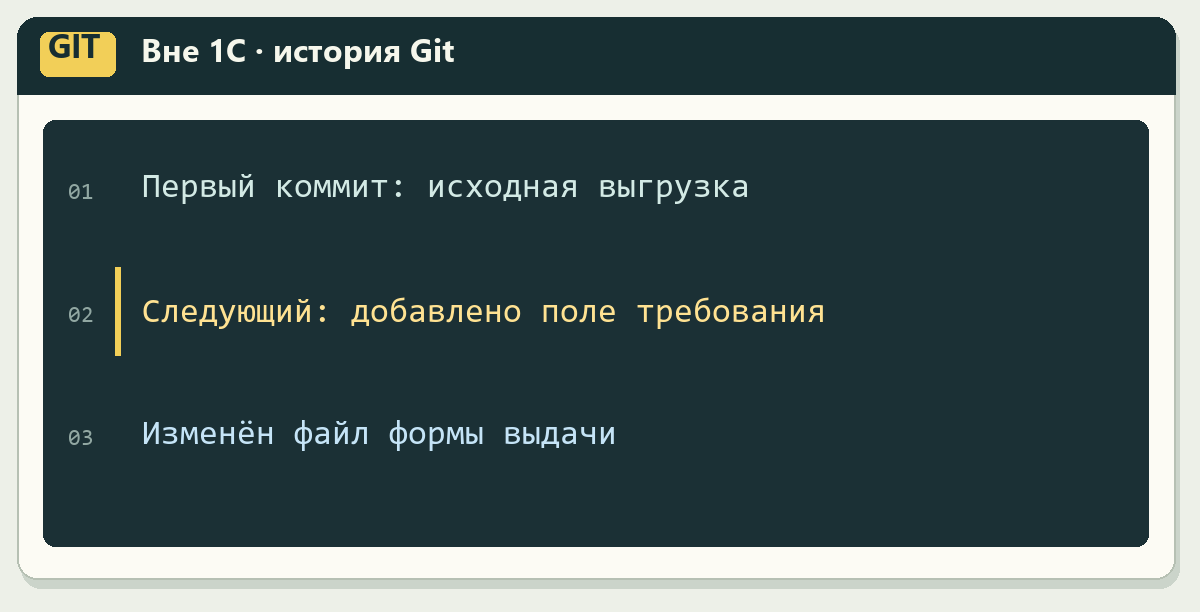 GIT
Вне 1С · история Git
01 Первый коммит: исходная выгрузка
02 Следующий: добавлено поле требования
03 Изменён файл формы выдачи